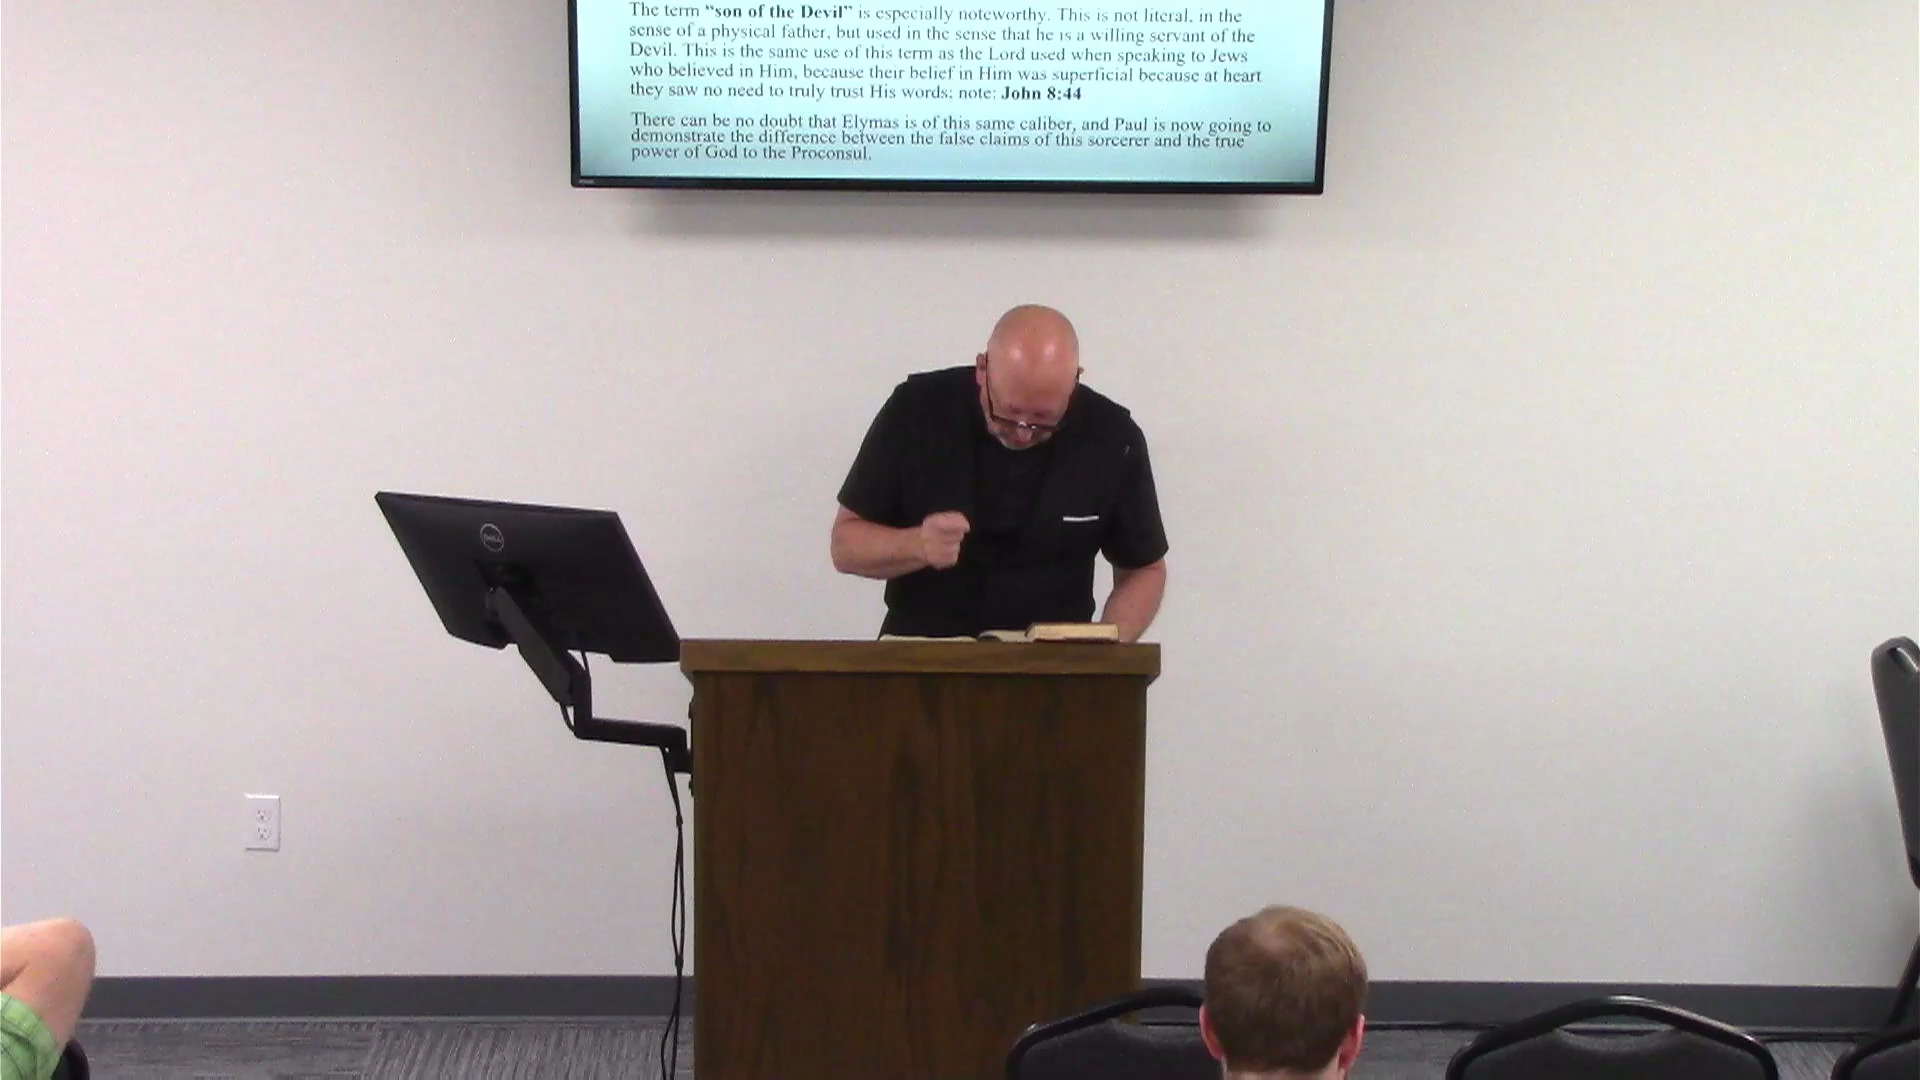 The term “son of the Devil” is especially noteworthy. This is not literal, in the
sense of a physical father, but used in the sense that he is a willing servant of the
Devil. This is the same use of this term as the Lord used when speaking to Jews
who believed in Him, because their belief in Him was superficial because at heart
they saw no need to truly trust His words; note: John 8:44
There can be no doubt that Elymas is of this same caliber, and Paul is now going to
demonstrate the difference between the false claims of this sorcerer and the true
power of God to the Proconsul.
DELL